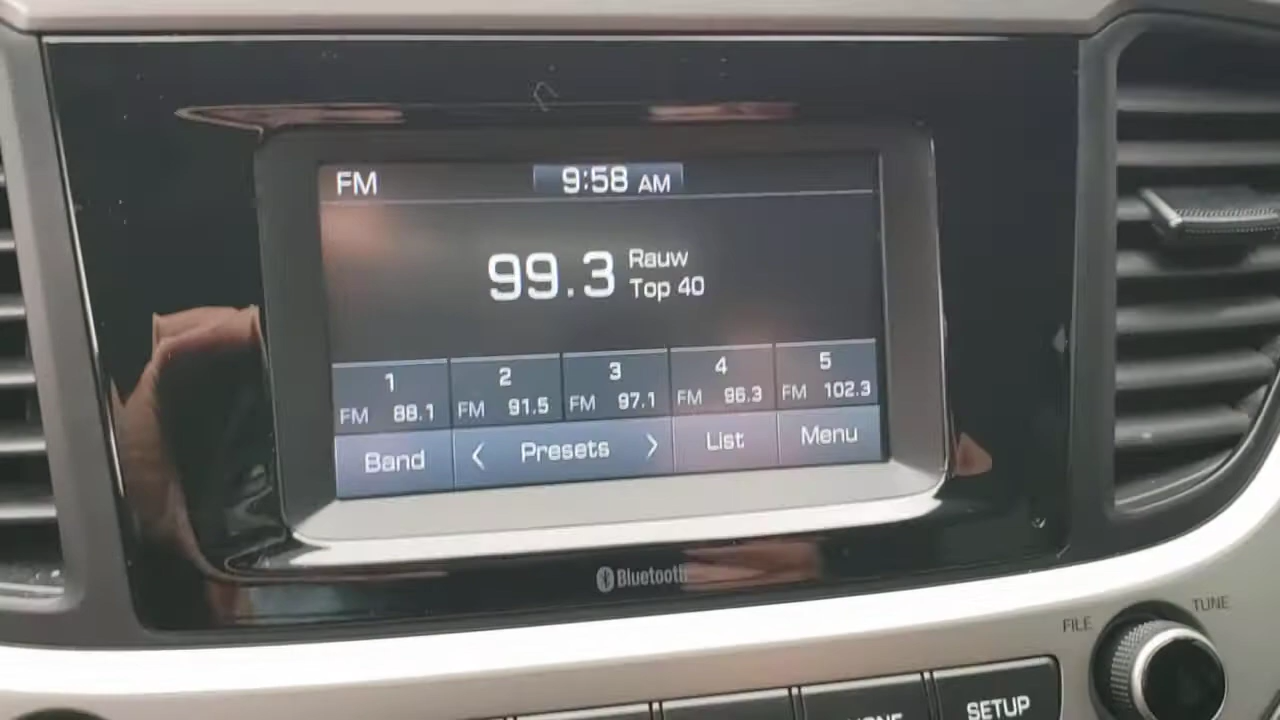 FM 9:58 AM
99.3 Rauw
Top 40
1 2 3 4 5
FM 88.1 FM 91.5 FM 97.1 FM 96.3 FM 102.3
Band < Presets > List Menu
Bluetooth
FILE TUNE
SETUP